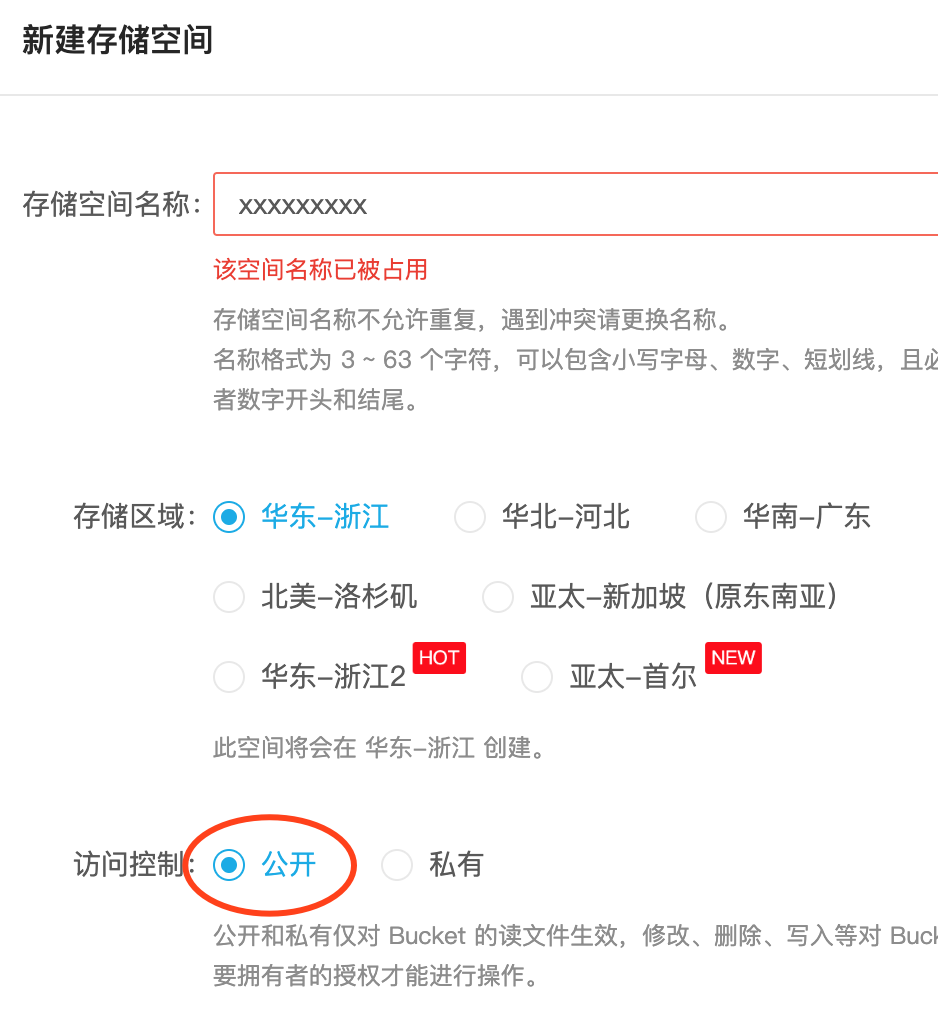 新建存储空间
存储空间名称: xxxxxxxxx
该空间名称已被占用
存储空间名称不允许重复，遇到冲突请更换名称。
名称格式为 3 ~ 63 个字符，可以包含小写字母、数字、短划线，且必
者数字开头和结尾。
存储区域: 华东-浙江 华北-河北 华南-广东
北美-洛杉矶 亚太-新加坡（原东南亚）
华东-浙江2 HOT 亚太-首尔 NEW
此空间将会在 华东-浙江 创建。
访问控制: 公开 私有
公开和私有仅对 Bucket 的读文件生效，修改、删除、写入等对 Buck
要拥有者的授权才能进行操作。